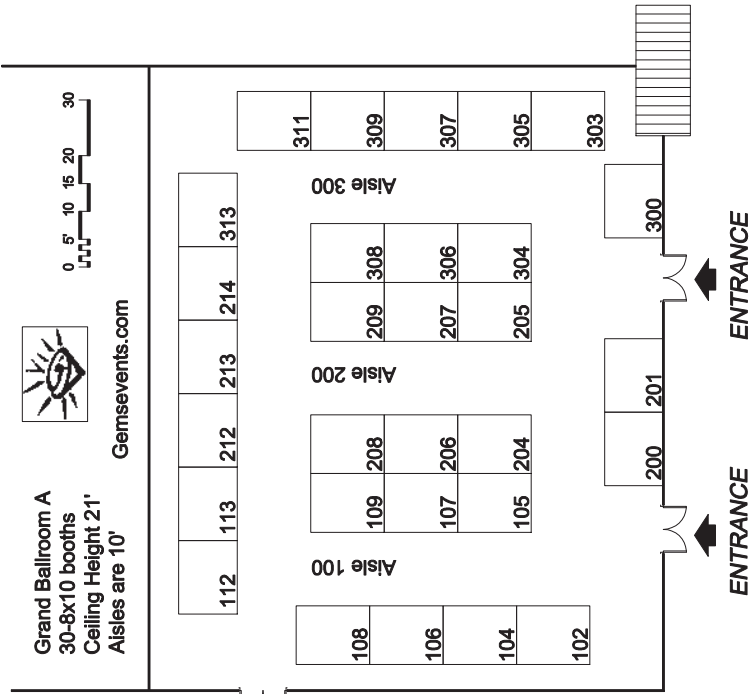 Grand Ballroom A
30-8x10 booths
Ceiling Height 21'
Aisles are 10'
Gemsevents.com
0 5' 10 15 20 30
311
309
307
305
303
Aisle 300
313
214
213
212
113
112
308
306
304
209
207
205
300
Aisle 200
208
206
204
109
107
105
201
200
Aisle 100
108
106
104
102
ENTRANCE
ENTRANCE